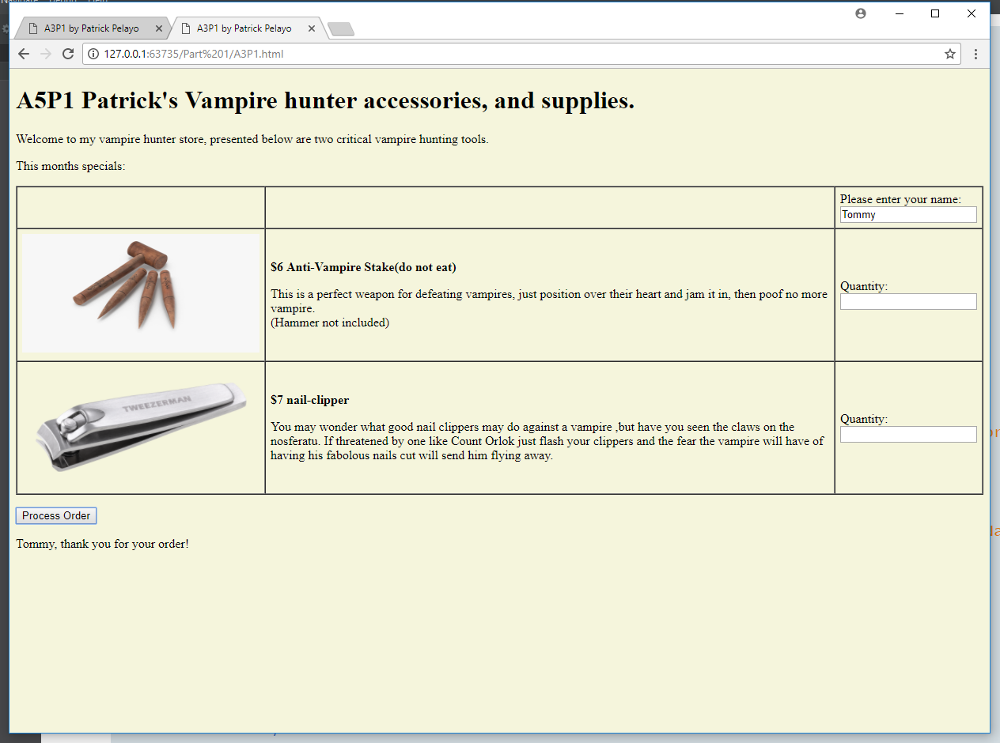 Navigate Debug Help
A3P1 by Patrick Pelayo
A3P1 by Patrick Pelayo
127.0.0.1:63735/Part%201/A3P1.html
A5P1 Patrick's Vampire hunter accessories, and supplies.
Welcome to my vampire hunter store, presented below are two critical vampire hunting tools.
This months specials:
Please enter your name:
Tommy
$6 Anti-Vampire Stake(do not eat)
This is a perfect weapon for defeating vampires, just position over their heart and jam it in, then poof no more
vampire.
(Hammer not included)
Quantity:
TWEEZERMAN
$7 nail-clipper
You may wonder what good nail clippers may do against a vampire ,but have you seen the claws on the
nosferatu. If threatened by one like Count Orlok just flash your clippers and the fear the vampire will have of
having his fabolous nails cut will send him flying away.
Quantity:
Process Order
Tommy, thank you for your order!